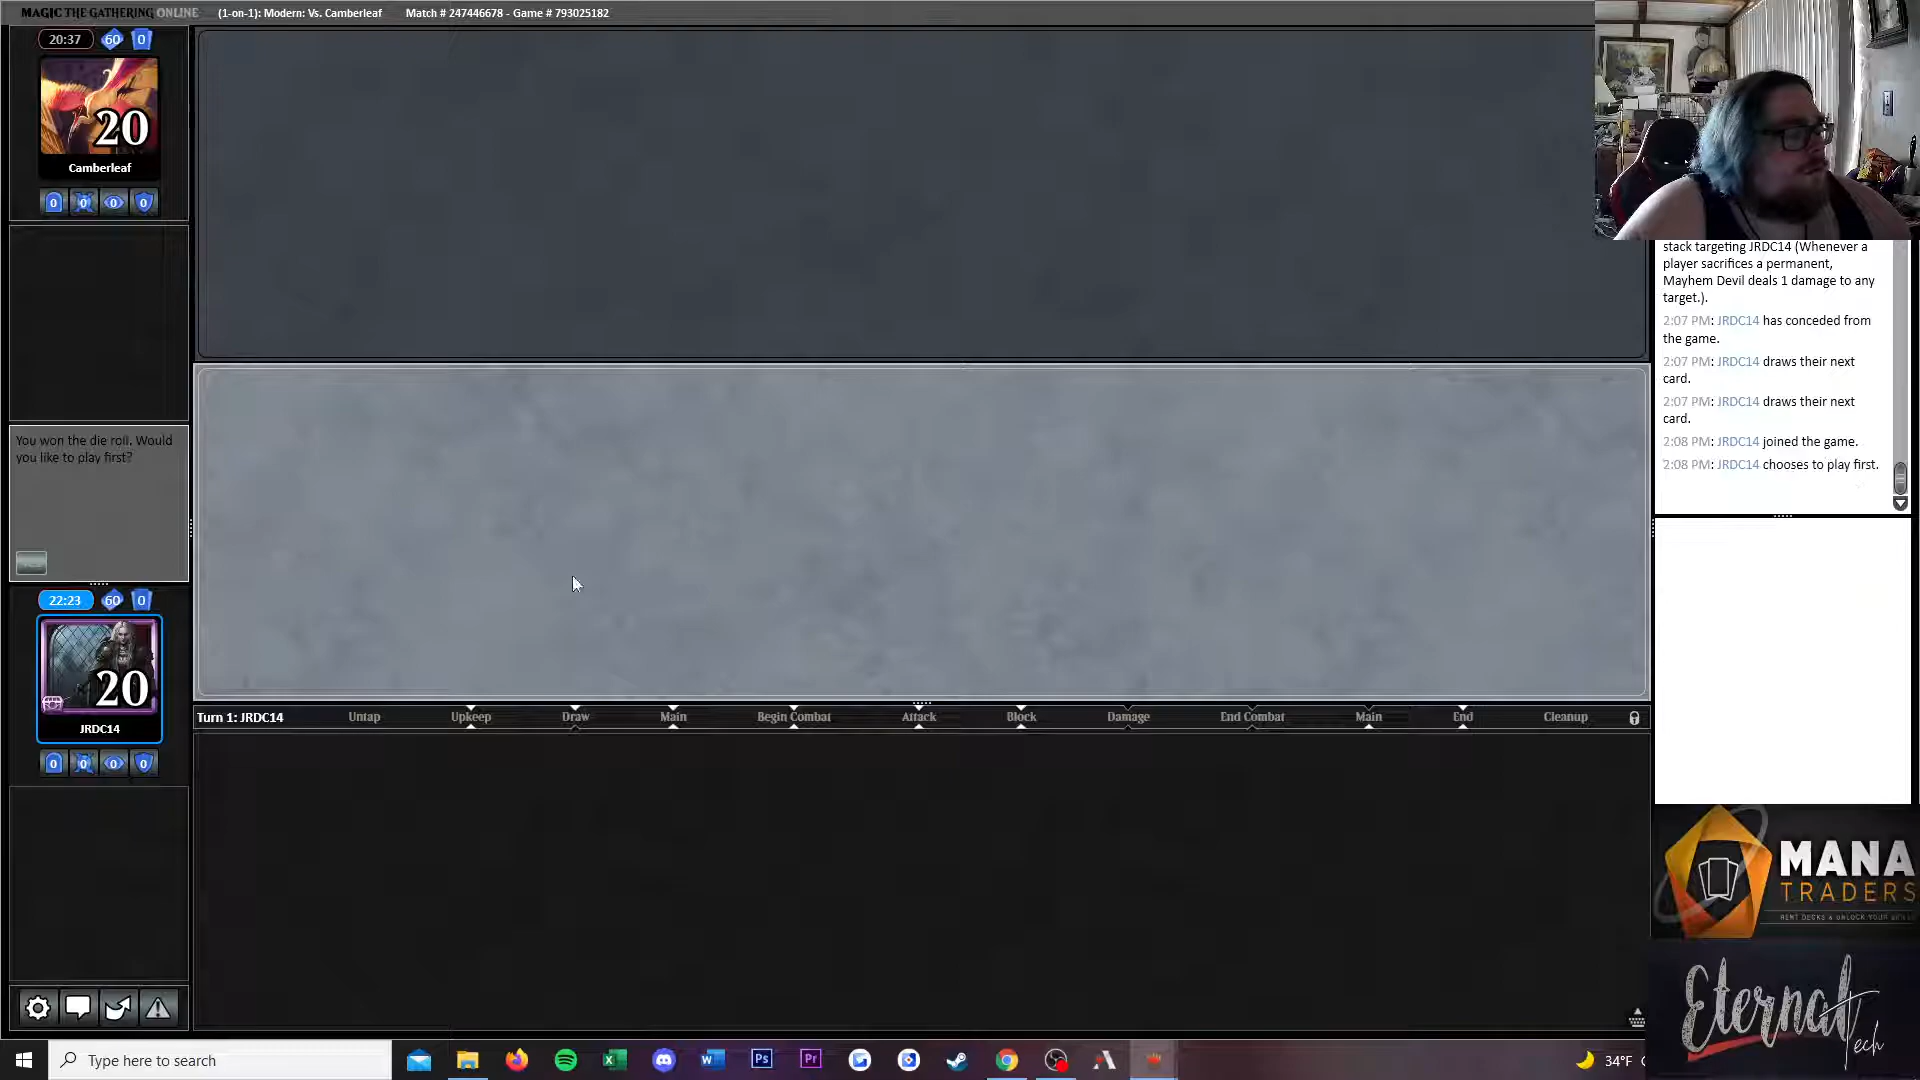 MAGIC THE GATHERING ONLINE (1-on-1): Modern: Vs. Camberleaf Match # 247446678 - Game # 793025182
20:37 60 0
20
Camberleaf
0 0 0 0
stack targeting JRDC14 (Whenever a
player sacrifices a permanent,
Mayhem Devil deals 1 damage to any
target.).
2:07 PM: JRDC14 has conceded from
the game.
2:07 PM: JRDC14 draws their next
card.
2:07 PM: JRDC14 draws their next
card.
2:08 PM: JRDC14 joined the game.
2:08 PM: JRDC14 chooses to play first.
You won the die roll. Would
you like to play first?
22:23 60 0
20
JRDC14
0 0 0 0
Turn 1: JRDC14 Untap Upkeep Draw Main Begin Combat Attack Block Damage End Combat Main End Cleanup
MANA
TRADERS
RENT DECKS & UNLOCK YOUR
Eternal
Tech
Type here to search
34°F